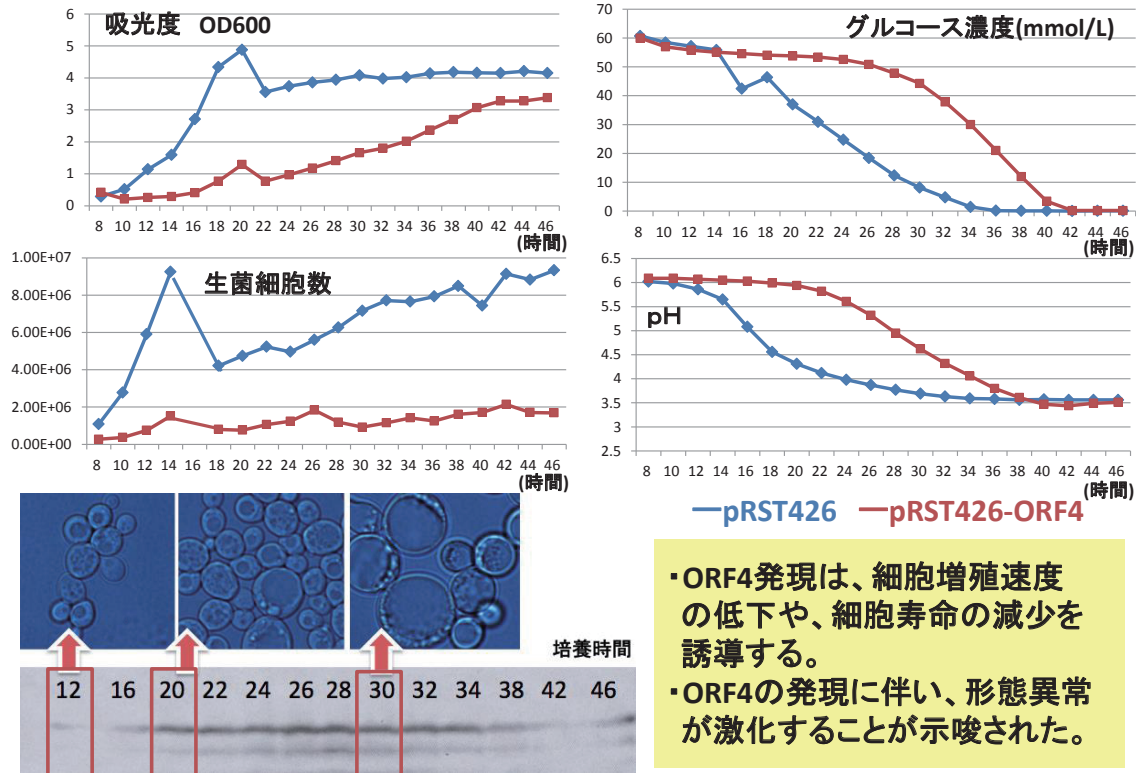 吸光度 OD600
6
5
4
3
2
1
0
8 10 12 14 16 18 20 22 24 26 28 30 32 34 36 38 40 42 44 46
(時間)
グルコース濃度(mmol/L)
70
60
50
40
30
20
10
0
8 10 12 14 16 18 20 22 24 26 28 30 32 34 36 38 40 42 44 46
(時間)
生菌細胞数
1.00E+07
8.00E+06
6.00E+06
4.00E+06
2.00E+06
0.00E+00
8 10 12 14 16 18 20 22 24 26 28 30 32 34 36 38 40 42 44 46
(時間)
pH
6.5
6
5.5
5
4.5
4
3.5
3
2.5
8 10 12 14 16 18 20 22 24 26 28 30 32 34 36 38 40 42 44 46
(時間)
pRST426 pRST426-ORF4
培養時間
12 16 20 22 24 26 28 30 32 34 38 42 46
・ORF4発現は、細胞増殖速度
の低下や、細胞寿命の減少を
誘導する。
・ORF4の発現に伴い、形態異常
が激化することが示唆された。